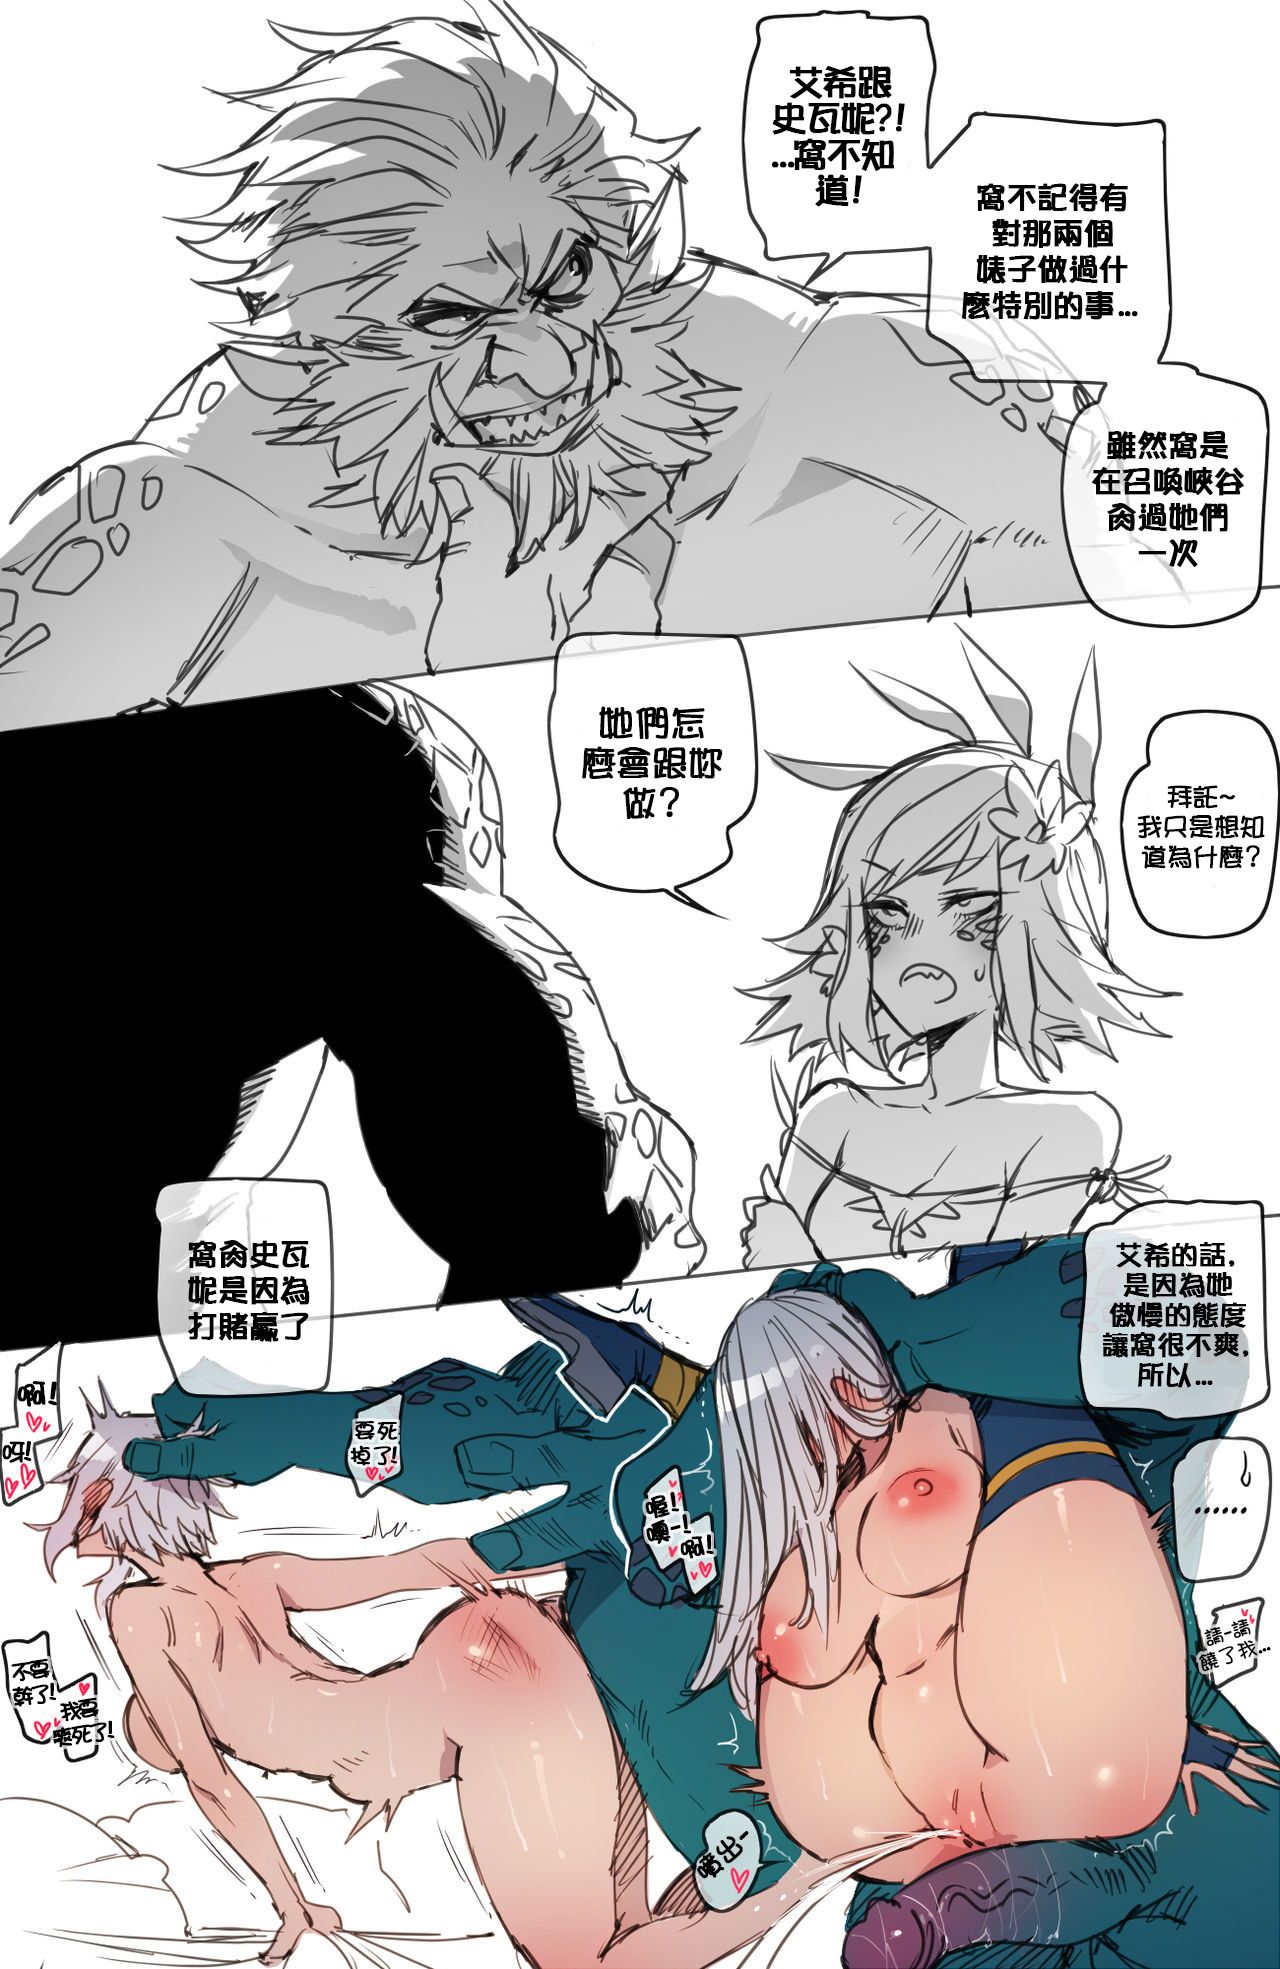 艾希跟
史瓦妮?!
...窩不知
道!
窩不記得有
對那兩個
婊子做過什
麼特別的事...
雖然窩是
在召喚峽谷
肏過她們
一次
她們怎
麼會跟妳
做?
拜託~
我只是想知
道為什麼?
窩肏史瓦
妮是因為
打賭贏了
艾希的話,
是因為她
傲慢的態度
讓窩很不爽,
所以...
啊!
呀!
要死
掉了!
喔!
噢-!
啊!
......
請-請
饒了我...
不要
幹了!
我要
壞死了!
噴出-